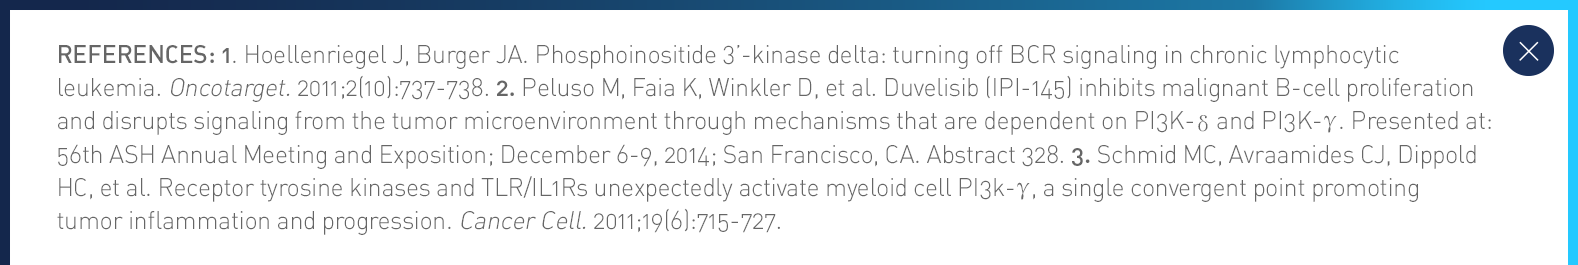 REFERENCES: 1. Hoellenriegel J, Burger JA. Phosphoinositide 3’-kinase delta: turning off BCR signaling in chronic lymphocytic
leukemia. Oncotarget. 2011;2(10):737-738. 2. Peluso M, Faia K, Winkler D, et al. Duvelisib (IPI-145) inhibits malignant B-cell proliferation
and disrupts signaling from the tumor microenvironment through mechanisms that are dependent on PI3K-δ and PI3K-γ. Presented at:
56th ASH Annual Meeting and Exposition; December 6-9, 2014; San Francisco, CA. Abstract 328. 3. Schmid MC, Avraamides CJ, Dippold
HC, et al. Receptor tyrosine kinases and TLR/IL1Rs unexpectedly activate myeloid cell PI3k-γ, a single convergent point promoting
tumor inflammation and progression. Cancer Cell. 2011;19(6):715-727.